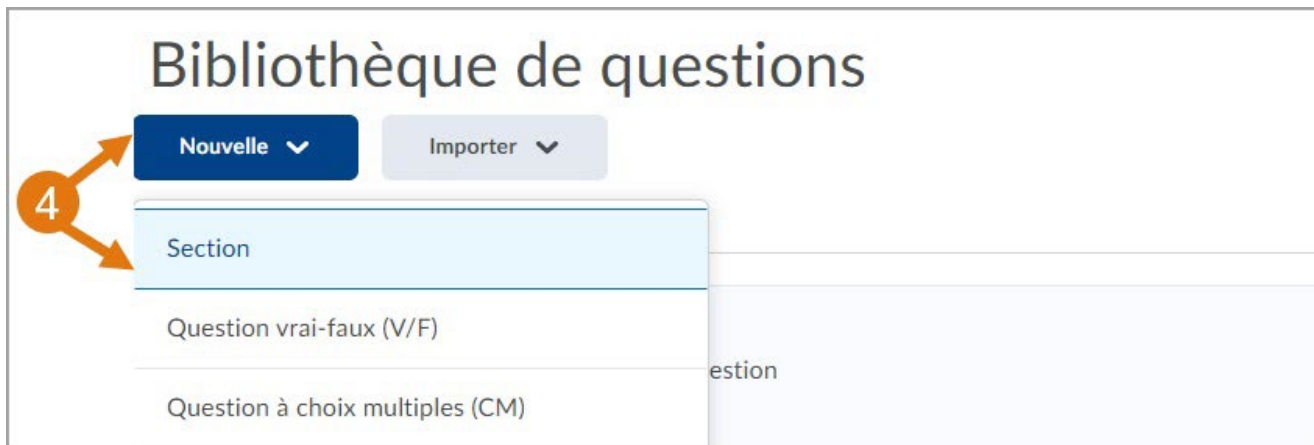 Bibliothèque de questions
Nouvelle
Importer
4
Section
Question vrai-faux (V/F)
estion
Question à choix multiples (CM)